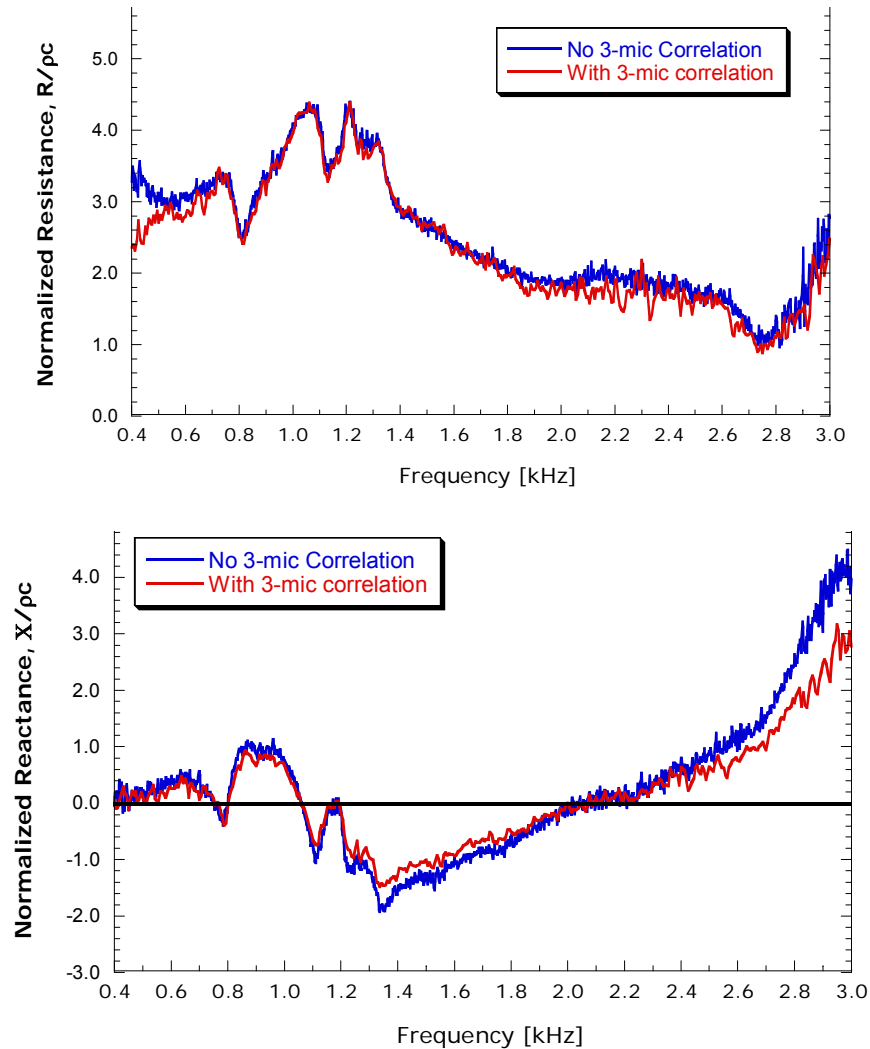 No 3-mic Correlation
With 3-mic correlation
Normalized Resistance, R/ρc
5.0
4.0
3.0
2.0
1.0
0.0
0.4 0.6 0.8 1.0 1.2 1.4 1.6 1.8 2.0 2.2 2.4 2.6 2.8 3.0
Frequency [kHz]
No 3-mic Correlation
With 3-mic correlation
Normalized Reactance, X/ρc
4.0
3.0
2.0
1.0
0.0
-1.0
-2.0
-3.0
0.4 0.6 0.8 1.0 1.2 1.4 1.6 1.8 2.0 2.2 2.4 2.6 2.8 3.0
Frequency [kHz]